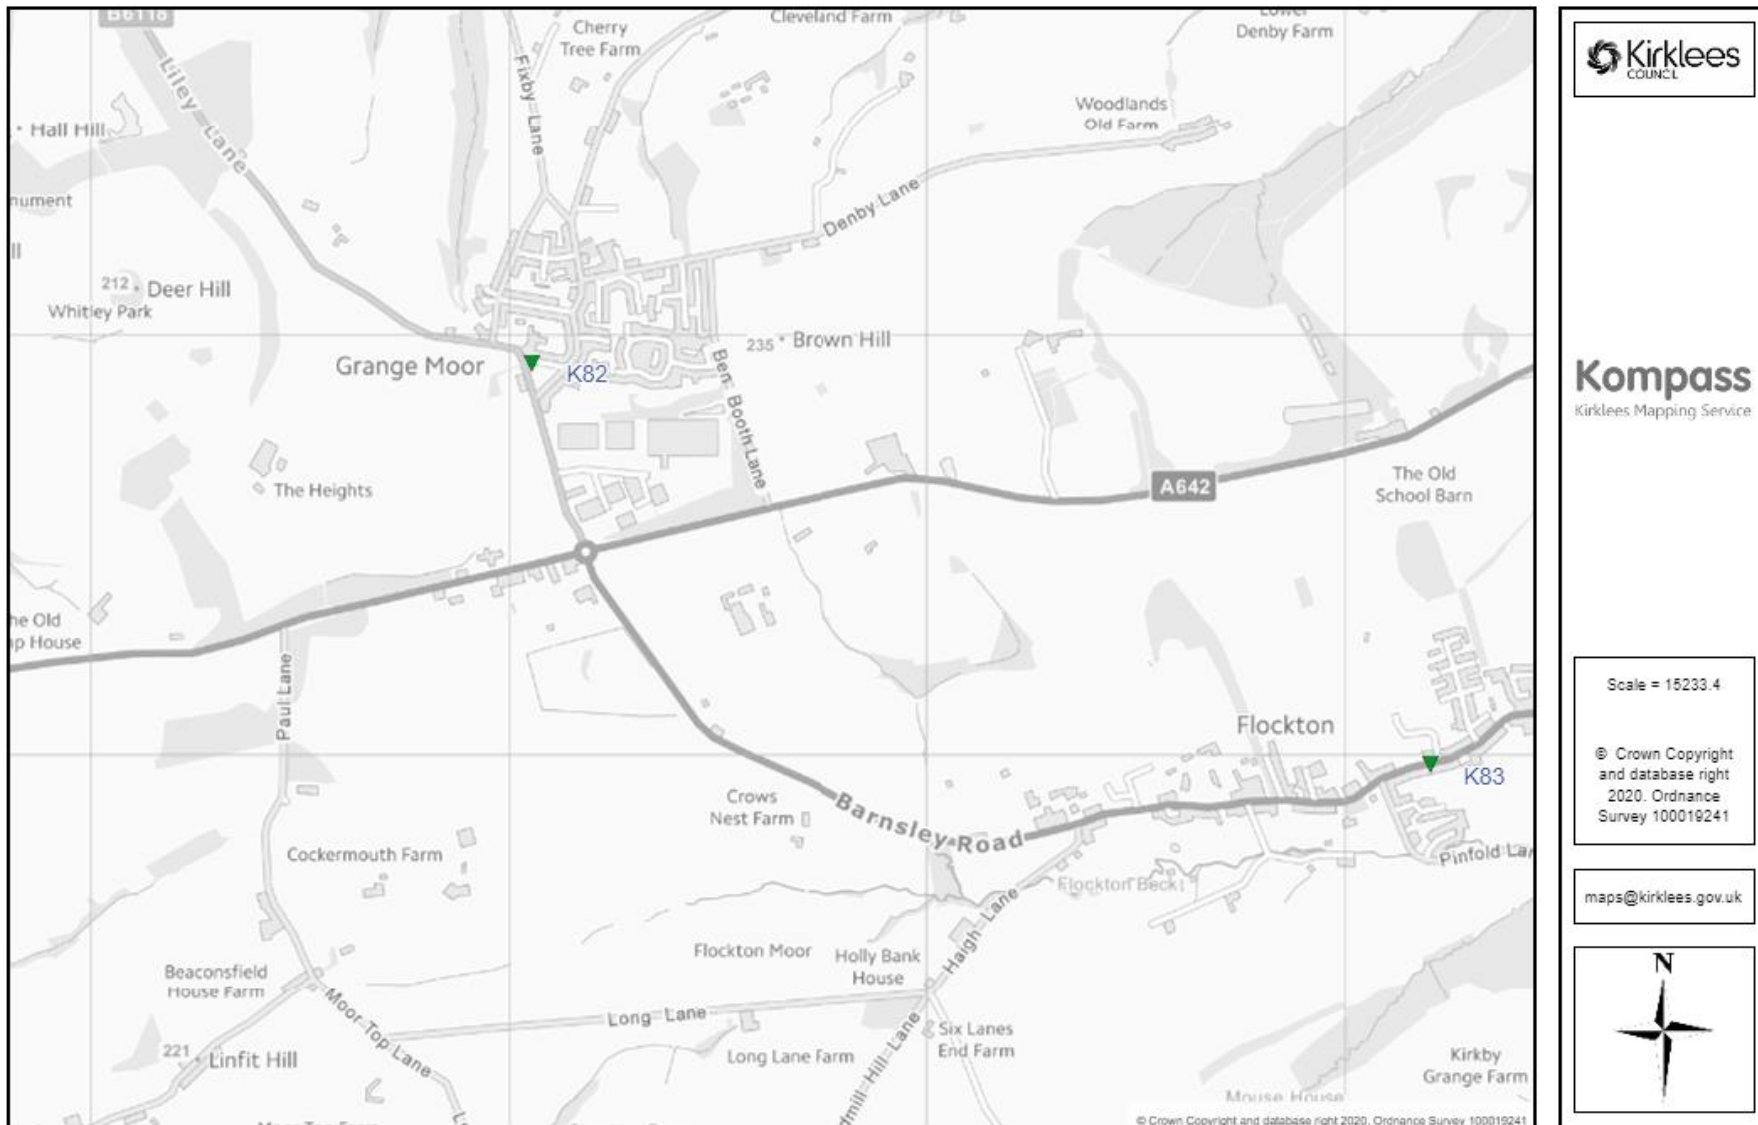 B6118
Cherry
Tree Farm
Cleveland Farm
Lower
Denby Farm
Liley Lane
Fixby Lane
Hall Hill
Woodlands
Old Farm
nument
ll
Denby Lane
212
Deer Hill
Whitley Park
Grange Moor
K82
235
Brown Hill
Ben Booth Lane
The Heights
A642
The Old
School Barn
he Old
p House
Paul Lane
Flockton
K83
Crows
Nest Farm
Barnsley Road
Cockermouth Farm
Pinfold Lan
Flockton Beck
Haigh Lane
Flockton Moor
Holly Bank
House
Beaconsfield
House Farm
Moor Top Lane
Long Lane
Six Lanes
End Farm
221
Linfit Hill
Long Lane Farm
dmill Hill Lane
Kirkby
Grange Farm
Mouse House
© Crown Copyright and database right 2020. Ordnance Survey 100019241
Kirklees
COUNCIL
Kompass
Kirklees Mapping Service
Scale = 15233.4
© Crown Copyright
and database right
2020. Ordnance
Survey 100019241
maps@kirklees.gov.uk
N